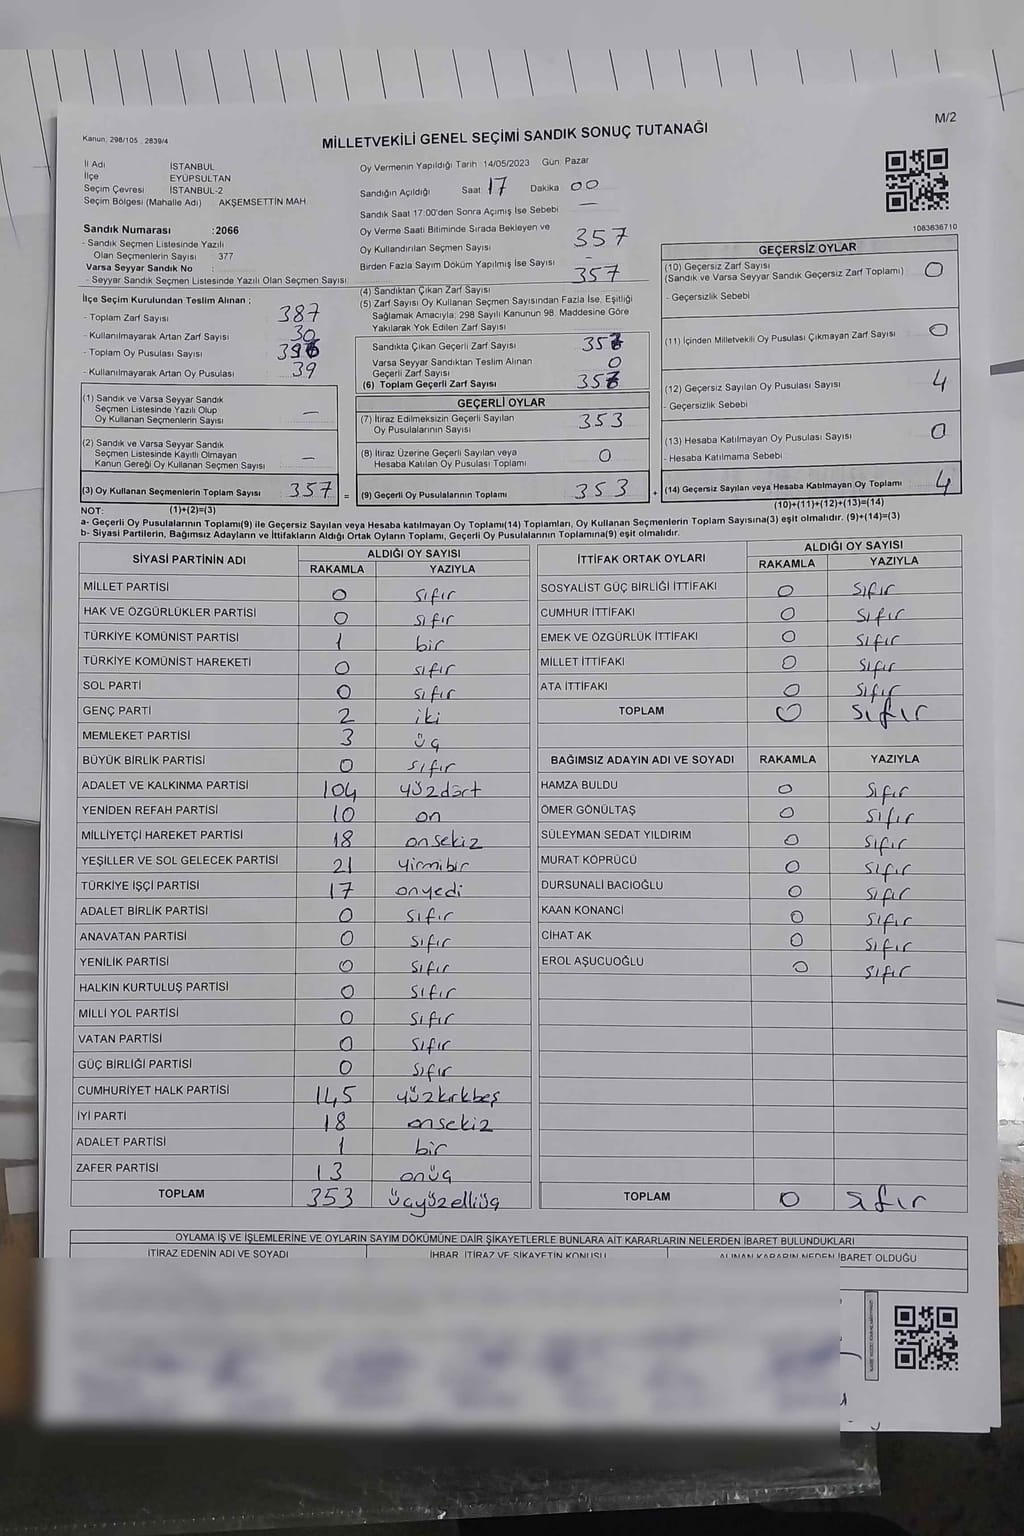 M/2
Kanun, 298/105 , 2839/4
MİLLETVEKİLİ GENEL SEÇİMİ SANDIK SONUÇ TUTANAĞI
İl Adı İSTANBUL
İlçe EYÜPSULTAN
Seçim Çevresi İSTANBUL-2
Seçim Bölgesi (Mahalle Adı) AKŞEMSETTİN MAH.
Sandık Numarası :2066
- Sandık Seçmen Listesinde Yazılı
Olan Seçmenlerin Sayısı 377
Varsa Seyyar Sandık No :
- Seyyar Sandık Seçmen Listesinde Yazılı Olan Seçmen Sayısı
İlçe Seçim Kurulundan Teslim Alınan ;
- Toplam Zarf Sayısı 387
- Kullanılmayarak Artan Zarf Sayısı 30
- Toplam Oy Pusulası Sayısı 396
- Kullanılmayarak Artan Oy Pusulası 39
(1) Sandık ve Varsa Seyyar Sandık
Seçmen Listesinde Yazılı Olup
Oy Kullanan Seçmenlerin Sayısı —
(2) Sandık ve Varsa Seyyar Sandık
Seçmen Listesinde Kayıtlı Olmayan
Kanun Gereği Oy Kullanan Seçmen Sayısı —
(3) Oy Kullanan Seçmenlerin Toplam Sayısı 357 =
Oy Vermenin Yapıldığı Tarih 14/05/2023 Gün Pazar
Sandığın Açıldığı Saat 17 Dakika 00
Sandık Saat 17:00'den Sonra Açılmış İse Sebebi —
Oy Verme Saati Bitiminde Sırada Bekleyen ve
Oy Kullandırılan Seçmen Sayısı 357
Birden Fazla Sayım Döküm Yapılmış İse Sayısı -
(4) Sandıktan Çıkan Zarf Sayısı 357
(5) Zarf Sayısı Oy Kullanan Seçmen Sayısından Fazla İse, Eşitliği
Sağlamak Amacıyla; 298 Sayılı Kanunun 98. Maddesine Göre
Yakılarak Yok Edilen Zarf Sayısı
Sandıkta Çıkan Geçerli Zarf Sayısı 357
Varsa Seyyar Sandıktan Teslim Alınan
Geçerli Zarf Sayısı 0
(6) Toplam Geçerli Zarf Sayısı 357
GEÇERLİ OYLAR
(7) İtiraz Edilmeksizin Geçerli Sayılan
Oy Pusulalarının Sayısı 353
(8) İtiraz Üzerine Geçerli Sayılan veya
Hesaba Katılan Oy Pusulası Toplamı 0
(9) Geçerli Oy Pusulalarının Toplamı 353 +
1083636710
GEÇERSİZ OYLAR
(10) Geçersiz Zarf Sayısı
(Sandık ve Varsa Seyyar Sandık Geçersiz Zarf Toplamı) 0
- Geçersizlik Sebebi
(11) İçinden Milletvekili Oy Pusulası Çıkmayan Zarf Sayısı 0
(12) Geçersiz Sayılan Oy Pusulası Sayısı 4
- Geçersizlik Sebebi
(13) Hesaba Katılmayan Oy Pusulası Sayısı 0
- Hesaba Katılmama Sebebi
(14) Geçersiz Sayılan veya Hesaba Katılmayan Oy Toplamı 4
NOT: (1)+(2)=(3) (10)+(11)+(12)+(13)=(14)
a- Geçerli Oy Pusulalarının Toplamı(9) ile Geçersiz Sayılan veya Hesaba katılmayan Oy Toplamı(14) Toplamları, Oy Kullanan Seçmenlerin Toplam Sayısına(3) eşit olmalıdır. (9)+(14)=(3)
b- Siyasi Partilerin, Bağımsız Adayların ve İttifakların Aldığı Ortak Oyların Toplamı, Geçerli Oy Pusulalarının Toplamına(9) eşit olmalıdır.
SİYASİ PARTİNİN ADI ALDIĞI OY SAYISI
RAKAMLA YAZIYLA
MİLLET PARTİSİ 0 sıfır
HAK VE ÖZGÜRLÜKLER PARTİSİ 0 sıfır
TÜRKİYE KOMÜNİST PARTİSİ 1 bir
TÜRKİYE KOMÜNİST HAREKETİ 0 sıfır
SOL PARTİ 0 sıfır
GENÇ PARTİ 2 iki
MEMLEKET PARTİSİ 3 üç
BÜYÜK BİRLİK PARTİSİ 0 sıfır
ADALET VE KALKINMA PARTİSİ 104 yüzdört
YENİDEN REFAH PARTİSİ 10 on
MİLLİYETÇİ HAREKET PARTİSİ 18 onsekiz
YEŞİLLER VE SOL GELECEK PARTİSİ 21 yirmibir
TÜRKİYE İŞÇİ PARTİSİ 17 onyedi
ADALET BİRLİK PARTİSİ 0 sıfır
ANAVATAN PARTİSİ 0 sıfır
YENİLİK PARTİSİ 0 sıfır
HALKIN KURTULUŞ PARTİSİ 0 sıfır
MİLLİ YOL PARTİSİ 0 sıfır
VATAN PARTİSİ 0 sıfır
GÜÇ BİRLİĞİ PARTİSİ 0 sıfır
CUMHURİYET HALK PARTİSİ 145 yüzkırkbeş
İYİ PARTİ 18 onsekiz
ADALET PARTİSİ 1 bir
ZAFER PARTİSİ 13 onüç
TOPLAM 353 üçyüzelliüç
İTTİFAK ORTAK OYLARI ALDIĞI OY SAYISI
RAKAMLA YAZIYLA
SOSYALİST GÜÇ BİRLİĞİ İTTİFAKI 0 sıfır
CUMHUR İTTİFAKI 0 sıfır
EMEK VE ÖZGÜRLÜK İTTİFAKI 0 sıfır
MİLLET İTTİFAKI 0 sıfır
ATA İTTİFAKI 0 sıfır
TOPLAM 0 sıfır
BAĞIMSIZ ADAYIN ADI VE SOYADI RAKAMLA YAZIYLA
HAMZA BULDU 0 sıfır
ÖMER GÖNÜLTAŞ 0 sıfır
SÜLEYMAN SEDAT YILDIRIM 0 sıfır
MURAT KÖPRÜCÜ 0 sıfır
DURSUNALİ BACIOĞLU 0 sıfır
KAAN KONANCİ 0 sıfır
CİHAT AK 0 sıfır
EROL AŞUCUOĞLU 0 sıfır
TOPLAM 0 sıfır
OYLAMA İŞ VE İŞLEMLERİNE VE OYLARIN SAYIM DÖKÜMÜNE DAİR ŞİKAYETLERLE BUNLARA AİT KARARLARIN NELERDEN İBARET BULUNDUKLARI
İTİRAZ EDENİN ADI VE SOYADI İHBAR, İTİRAZ VE ŞİKAYETİN KONUSU ALINAN KARARIN NEDEN İBARET OLDUĞU